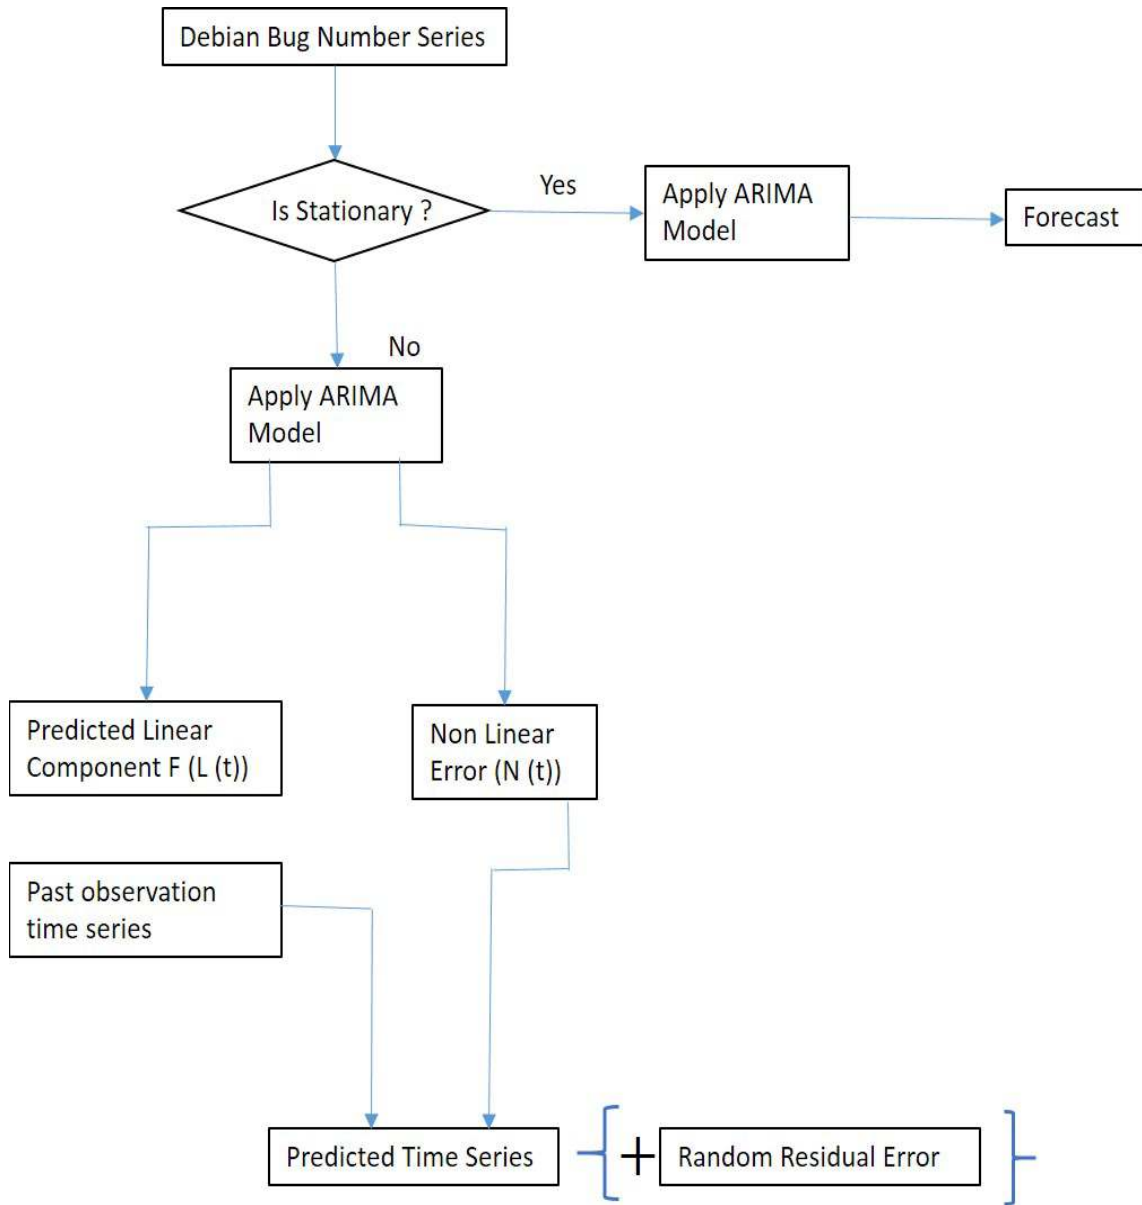 Debian Bug Number Series
Is Stationary ?
Yes
Apply ARIMA
Model
Forecast
No
Apply ARIMA
Model
Predicted Linear
Component F (L (t))
Non Linear
Error (N (t))
Past observation
time series
Predicted Time Series
+
Random Residual Error